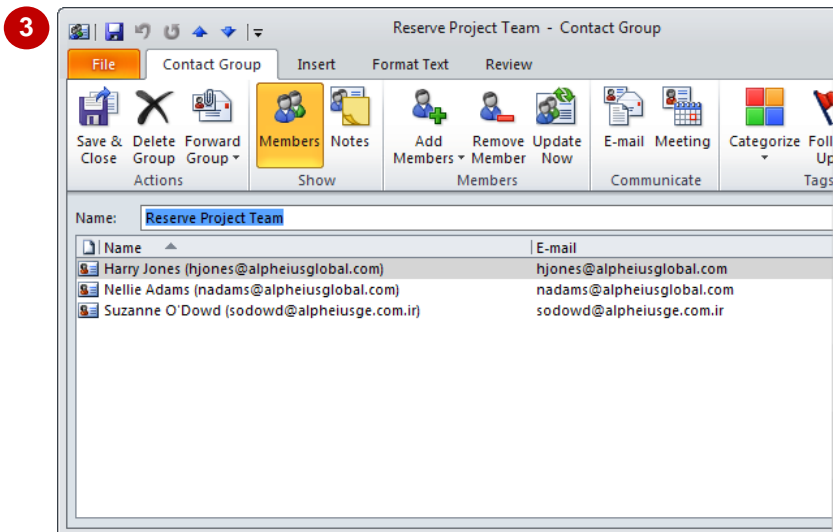 3
Reserve Project Team - Contact Group
File Contact Group Insert Format Text Review
Save & Close Delete Group Forward Group Members Notes Add Members Remove Member Update Now E-mail Meeting Categorize Foll Up
Actions Show Members Communicate Tags
Name: Reserve Project Team
Name E-mail
Harry Jones (hjones@alpheiusglobal.com) hjones@alpheiusglobal.com
Nellie Adams (nadams@alpheiusglobal.com) nadams@alpheiusglobal.com
Suzanne O'Dowd (sodowd@alpheiusge.com.ir) sodowd@alpheiusge.com.ir